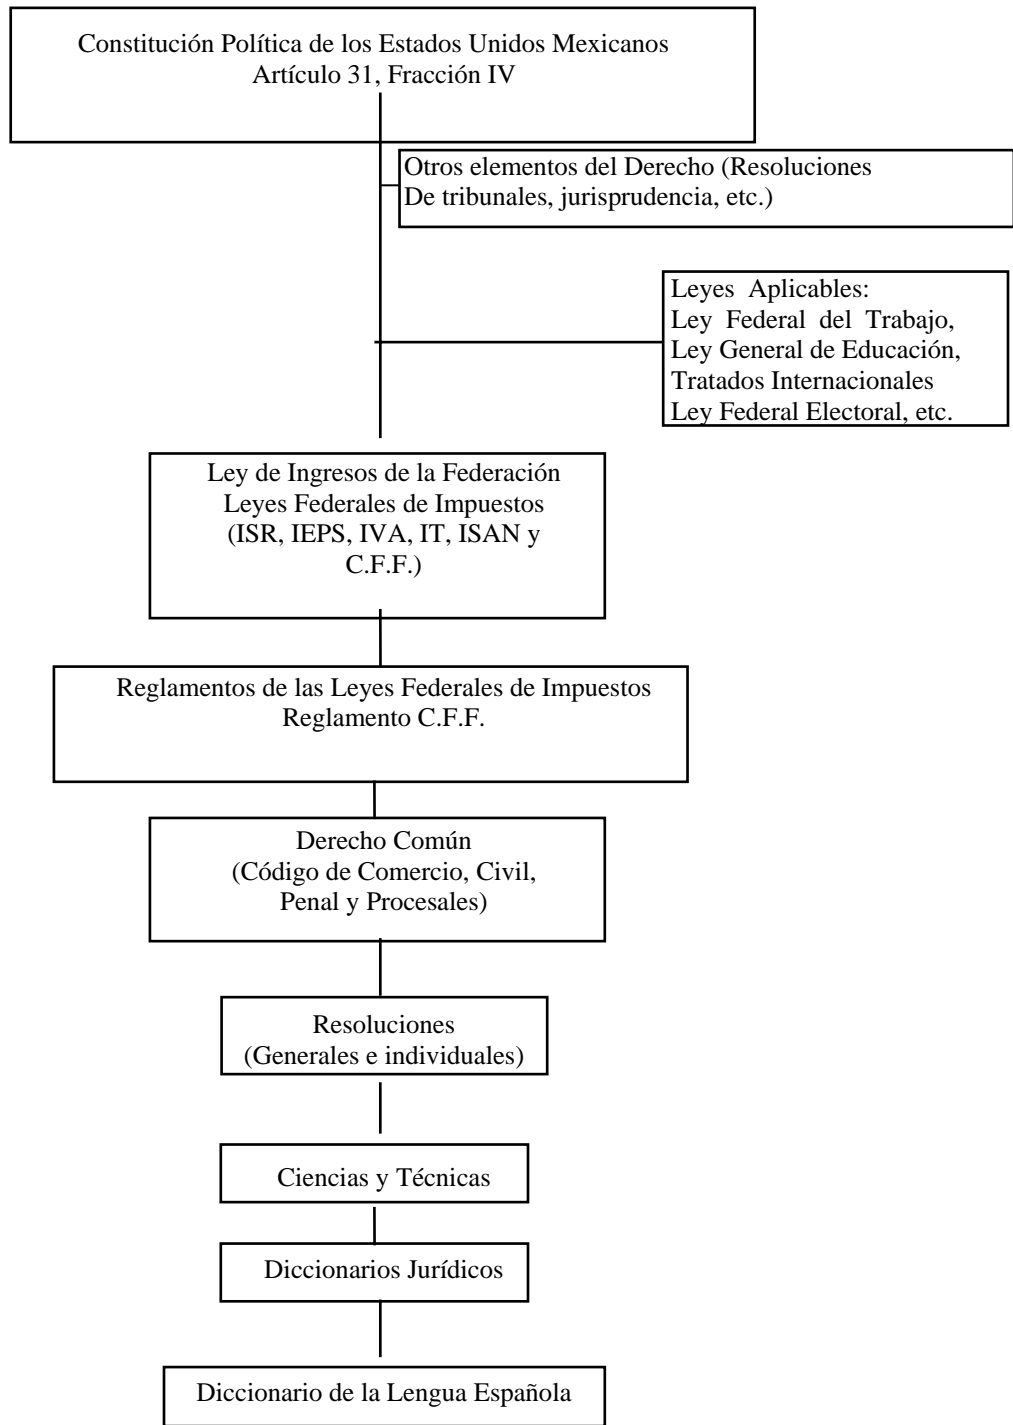 Constitución Política de los Estados Unidos Mexicanos
Artículo 31, Fracción IV
Otros elementos del Derecho (Resoluciones
De tribunales, jurisprudencia, etc.)
Leyes Aplicables:
Ley Federal del Trabajo,
Ley General de Educación,
Tratados Internacionales
Ley Federal Electoral, etc.
Ley de Ingresos de la Federación
Leyes Federales de Impuestos
(ISR, IEPS, IVA, IT, ISAN y
C.F.F.)
Reglamentos de las Leyes Federales de Impuestos
Reglamento C.F.F.
Derecho Común
(Código de Comercio, Civil,
Penal y Procesales)
Resoluciones
(Generales e individuales)
Ciencias y Técnicas
Diccionarios Jurídicos
Diccionario de la Lengua Española